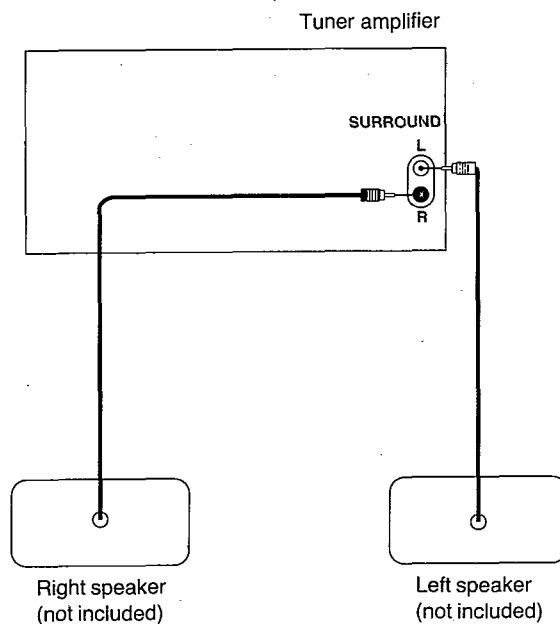 Tuner amplifier
SURROUND
L
R
Right speaker
(not included)
Left speaker
(not included)